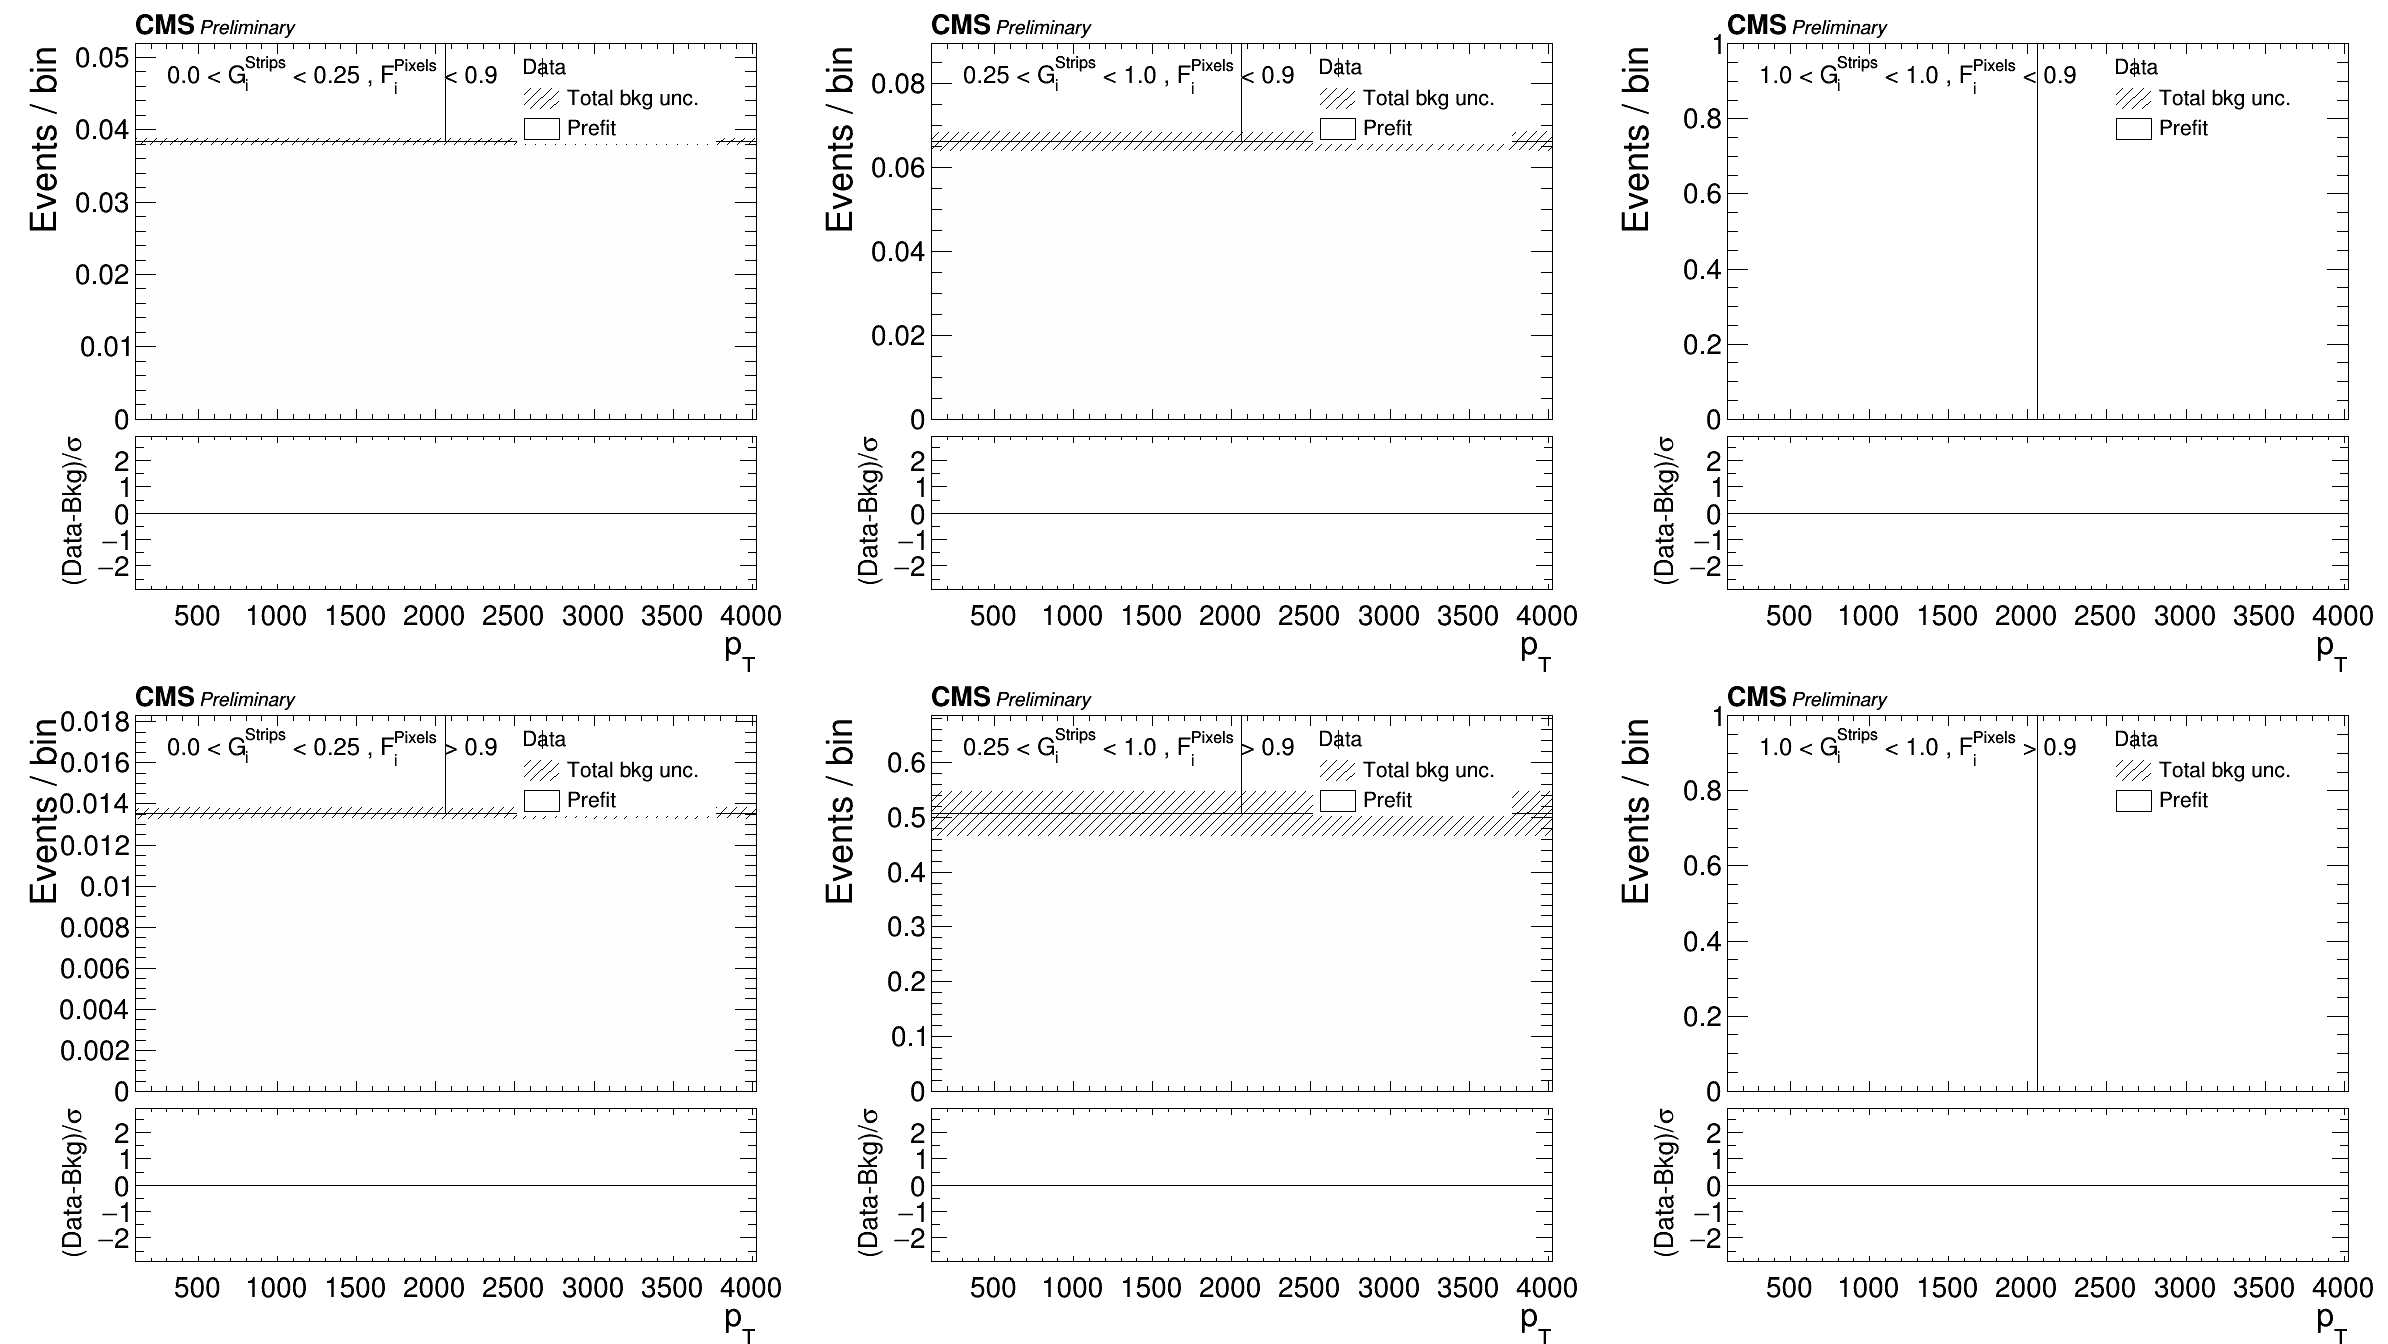 CMS Preliminary
Events / bin
0.0 < G_i^Strips < 0.25 , F_i^Pixels < 0.9
Data
Total bkg unc.
Prefit
0.05
0.04
0.03
0.02
0.01
0
(Data-Bkg)/σ
2
1
0
−1
−2
500 1000 1500 2000 2500 3000 3500 4000
p_T
CMS Preliminary
Events / bin
0.25 < G_i^Strips < 1.0 , F_i^Pixels < 0.9
Data
Total bkg unc.
Prefit
0.08
0.06
0.04
0.02
0
(Data-Bkg)/σ
2
1
0
−1
−2
500 1000 1500 2000 2500 3000 3500 4000
p_T
CMS Preliminary
Events / bin
1.0 < G_i^Strips < 1.0 , F_i^Pixels < 0.9
Data
Total bkg unc.
Prefit
1
0.8
0.6
0.4
0.2
0
(Data-Bkg)/σ
2
1
0
−1
−2
500 1000 1500 2000 2500 3000 3500 4000
p_T
CMS Preliminary
Events / bin
0.0 < G_i^Strips < 0.25 , F_i^Pixels > 0.9
Data
Total bkg unc.
Prefit
0.018
0.016
0.014
0.012
0.01
0.008
0.006
0.004
0.002
0
(Data-Bkg)/σ
2
1
0
−1
−2
500 1000 1500 2000 2500 3000 3500 4000
p_T
CMS Preliminary
Events / bin
0.25 < G_i^Strips < 1.0 , F_i^Pixels > 0.9
Data
Total bkg unc.
Prefit
0.6
0.5
0.4
0.3
0.2
0.1
0
(Data-Bkg)/σ
2
1
0
−1
−2
500 1000 1500 2000 2500 3000 3500 4000
p_T
CMS Preliminary
Events / bin
1.0 < G_i^Strips < 1.0 , F_i^Pixels > 0.9
Data
Total bkg unc.
Prefit
1
0.8
0.6
0.4
0.2
0
(Data-Bkg)/σ
2
1
0
−1
−2
500 1000 1500 2000 2500 3000 3500 4000
p_T